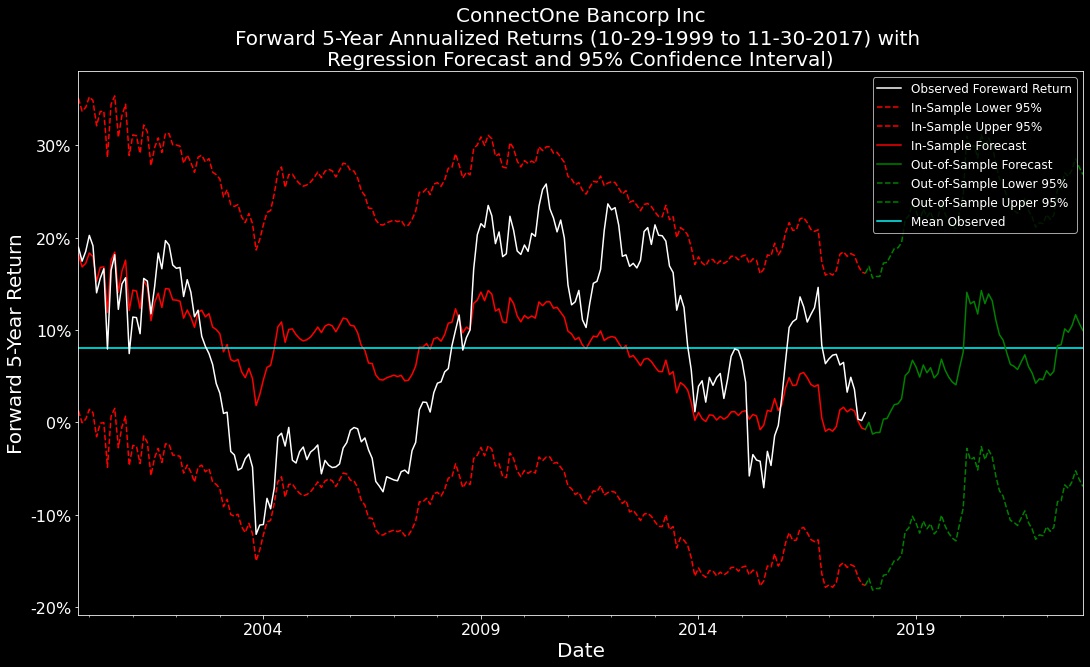 ConnectOne Bancorp Inc
Forward 5-Year Annualized Returns (10-29-1999 to 11-30-2017) with
Regression Forecast and 95% Confidence Interval)
Observed Foreward Return
In-Sample Lower 95%
In-Sample Upper 95%
In-Sample Forecast
Out-of-Sample Forecast
Out-of-Sample Lower 95%
Out-of-Sample Upper 95%
Mean Observed
Forward 5-Year Return
30%
20%
10%
0%
-10%
-20%
2004
2009
2014
2019
Date